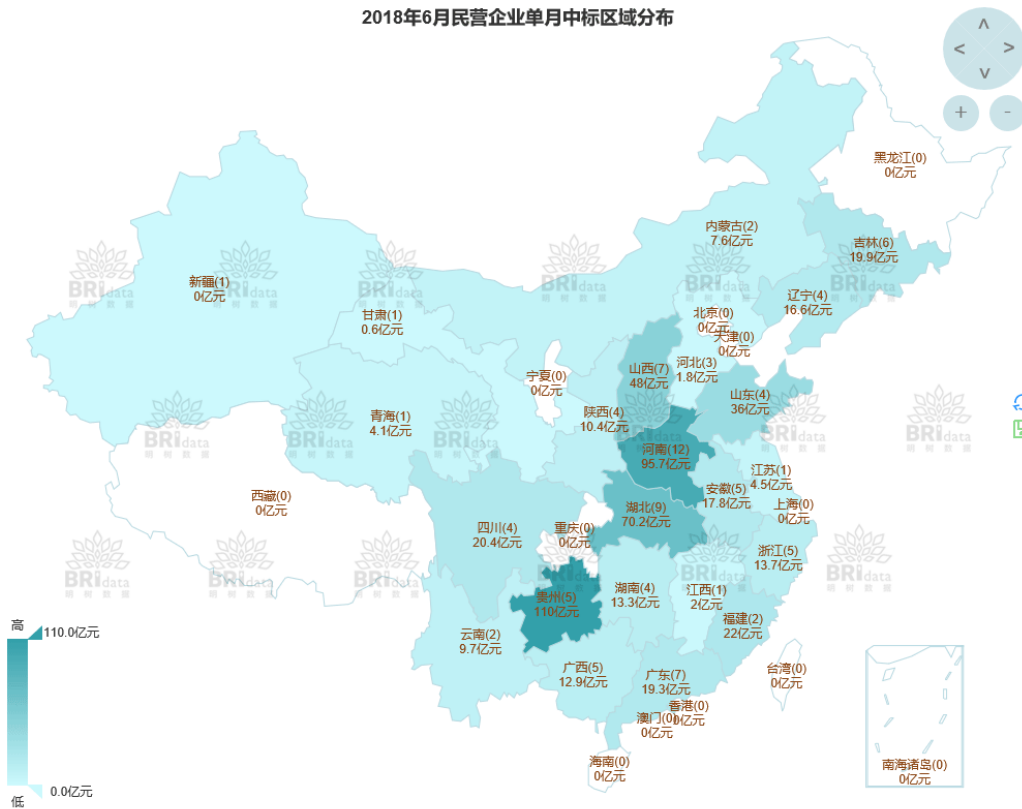 2018年6月民营企业单月中标区域分布
黑龙江(0)
0亿元
内蒙古(2)
7.6亿元
吉林(6)
19.9亿元
新疆(1)
0亿元
辽宁(4)
16.6亿元
甘肃(1)
0.6亿元
北京(0)
0亿元
天津(0)
0亿元
宁夏(0)
0亿元
山西(7)
48亿元
河北(3)
1.8亿元
山东(4)
36亿元
青海(1)
4.1亿元
陕西(4)
10.4亿元
河南(12)
95.7亿元
江苏(1)
4.5亿元
西藏(0)
0亿元
安徽(5)
17.8亿元
上海(0)
0亿元
四川(4)
20.4亿元
重庆(0)
0亿元
湖北(9)
70.2亿元
浙江(5)
13.7亿元
贵州(5)
110亿元
湖南(4)
13.3亿元
江西(1)
2亿元
福建(2)
22亿元
云南(2)
9.7亿元
广西(5)
12.9亿元
广东(7)
19.3亿元
台湾(0)
0亿元
香港(0)
0亿元
澳门(0)
0亿元
海南(0)
0亿元
南海诸岛(0)
0亿元
高
110.0亿元
0.0亿元
低
BRIdata
明树数据